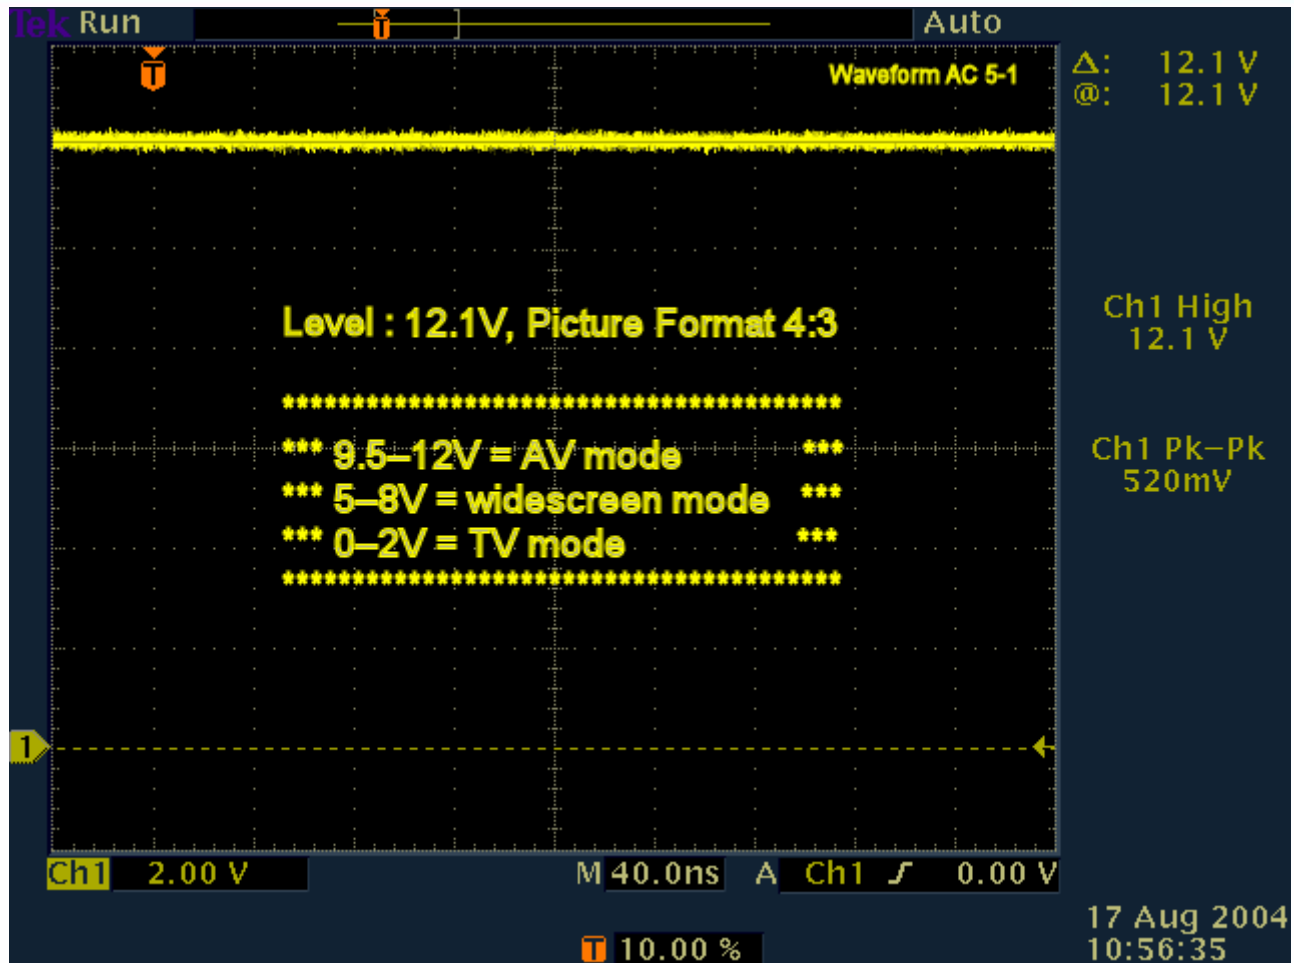 Tek Run Auto
T
T
Waveform AC 5-1
Δ: 12.1 V
@: 12.1 V
Level : 12.1V, Picture Format 4:3
Ch1 High
12.1 V
****************************************
*** 9.5–12V = AV mode ***
*** 5–8V = widescreen mode ***
*** 0–2V = TV mode ***
****************************************
Ch1 Pk-Pk
520mV
1
Ch1 2.00 V M 40.0ns A Ch1 0.00 V
17 Aug 2004
10:56:35
T 10.00 %